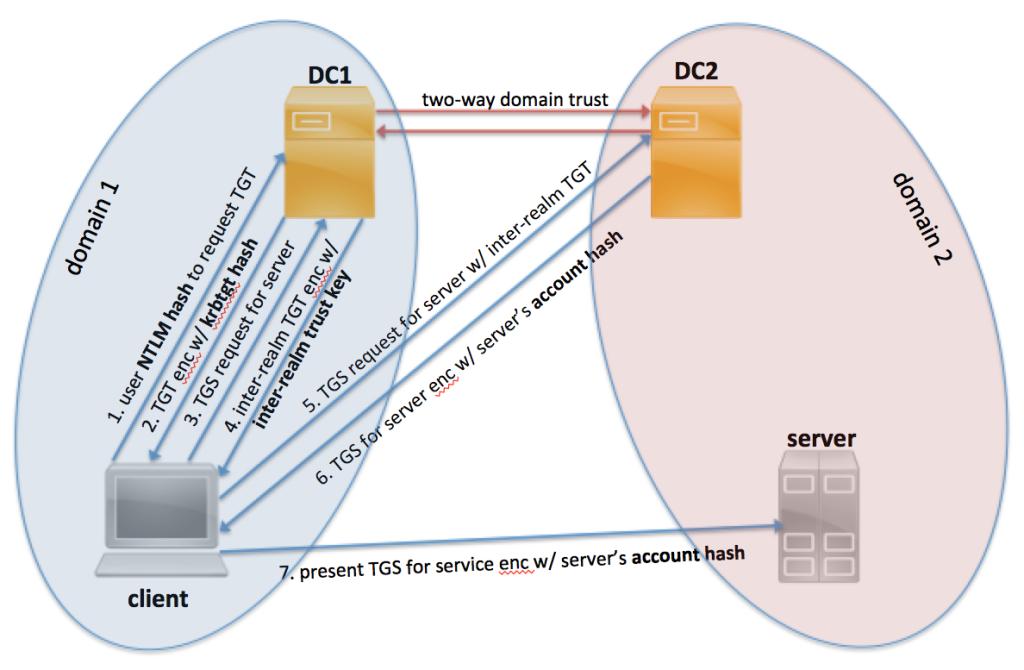 DC1
DC2
two-way domain trust
domain 1
domain 2
1. user NTLM hash to request TGT
2. TGT enc w/ krbtgt hash
3. TGS request for server
4. inter-realm TGT enc w/
inter-realm trust key
5. TGS request for server w/ inter-realm TGT
6. TGS for server enc w/ server's account hash
server
7. present TGS for service enc w/ server's account hash
client